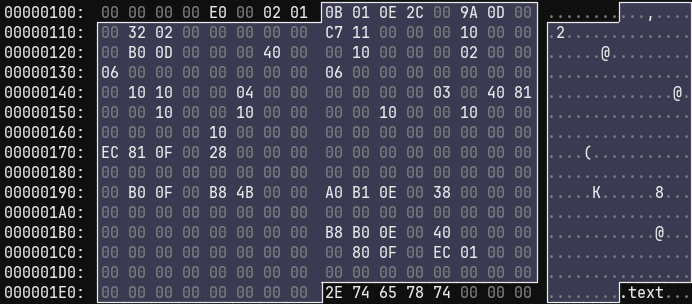 00000100: 00 00 00 00 E0 00 02 01 0B 01 0E 2C 00 9A 0D 00 ...........,....
00000110: 00 32 02 00 00 00 00 00 C7 11 00 00 00 10 00 00 .2..............
00000120: 00 B0 0D 00 00 00 40 00 00 10 00 00 00 02 00 00 ......@.........
00000130: 06 00 00 00 00 00 00 00 06 00 00 00 00 00 00 00 ................
00000140: 00 10 10 00 00 04 00 00 00 00 00 00 03 00 40 81 ..............@.
00000150: 00 00 10 00 00 10 00 00 00 00 10 00 00 10 00 00 ................
00000160: 00 00 00 00 10 00 00 00 00 00 00 00 00 00 00 00 ................
00000170: EC 81 0F 00 28 00 00 00 00 00 00 00 00 00 00 00 ....(...........
00000180: 00 00 00 00 00 00 00 00 00 00 00 00 00 00 00 00 ................
00000190: 00 B0 0F 00 B8 4B 00 00 A0 B1 0E 00 38 00 00 00 .....K......8...
000001A0: 00 00 00 00 00 00 00 00 00 00 00 00 00 00 00 00 ................
000001B0: 00 00 00 00 00 00 00 00 B8 B0 0E 00 40 00 00 00 ............@...
000001C0: 00 00 00 00 00 00 00 00 00 80 0F 00 EC 01 00 00 ................
000001D0: 00 00 00 00 00 00 00 00 00 00 00 00 00 00 00 00 ................
000001E0: 00 00 00 00 00 00 00 00 2E 74 65 78 74 00 00 00 .........text...